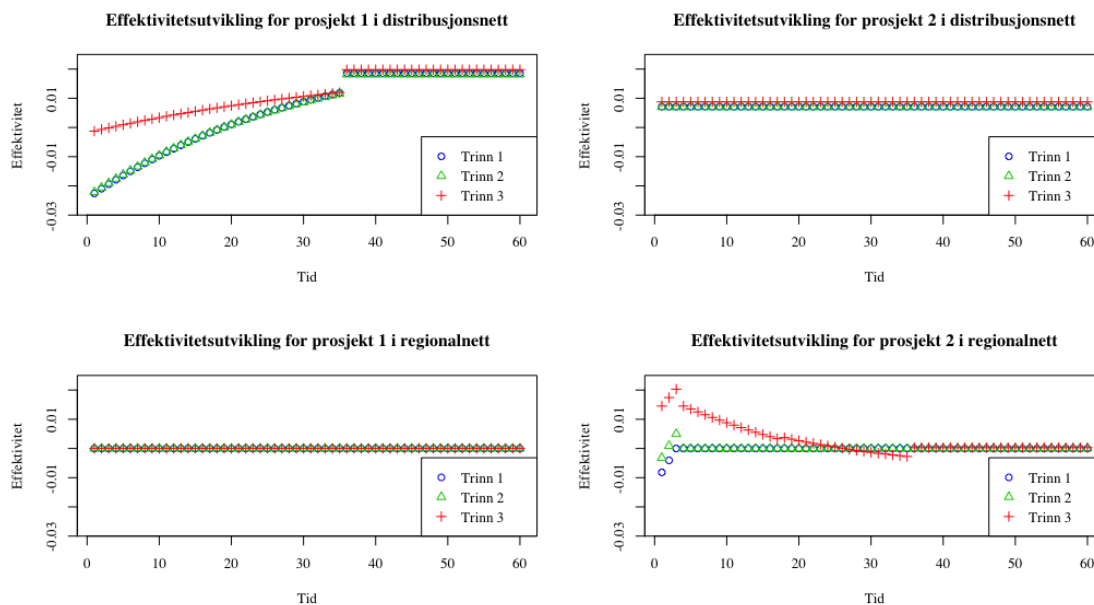 Effektivitetsutvikling for prosjekt 1 i distribusjonsnett
Effektivitet
0.01
-0.01
-0.03
Trinn 1
Trinn 2
Trinn 3
0 10 20 30 40 50 60
Tid
Effektivitetsutvikling for prosjekt 2 i distribusjonsnett
Effektivitet
0.01
-0.01
-0.03
Trinn 1
Trinn 2
Trinn 3
0 10 20 30 40 50 60
Tid
Effektivitetsutvikling for prosjekt 1 i regionalnett
Effektivitet
0.01
-0.01
-0.03
Trinn 1
Trinn 2
Trinn 3
0 10 20 30 40 50 60
Tid
Effektivitetsutvikling for prosjekt 2 i regionalnett
Effektivitet
0.01
-0.01
-0.03
Trinn 1
Trinn 2
Trinn 3
0 10 20 30 40 50 60
Tid